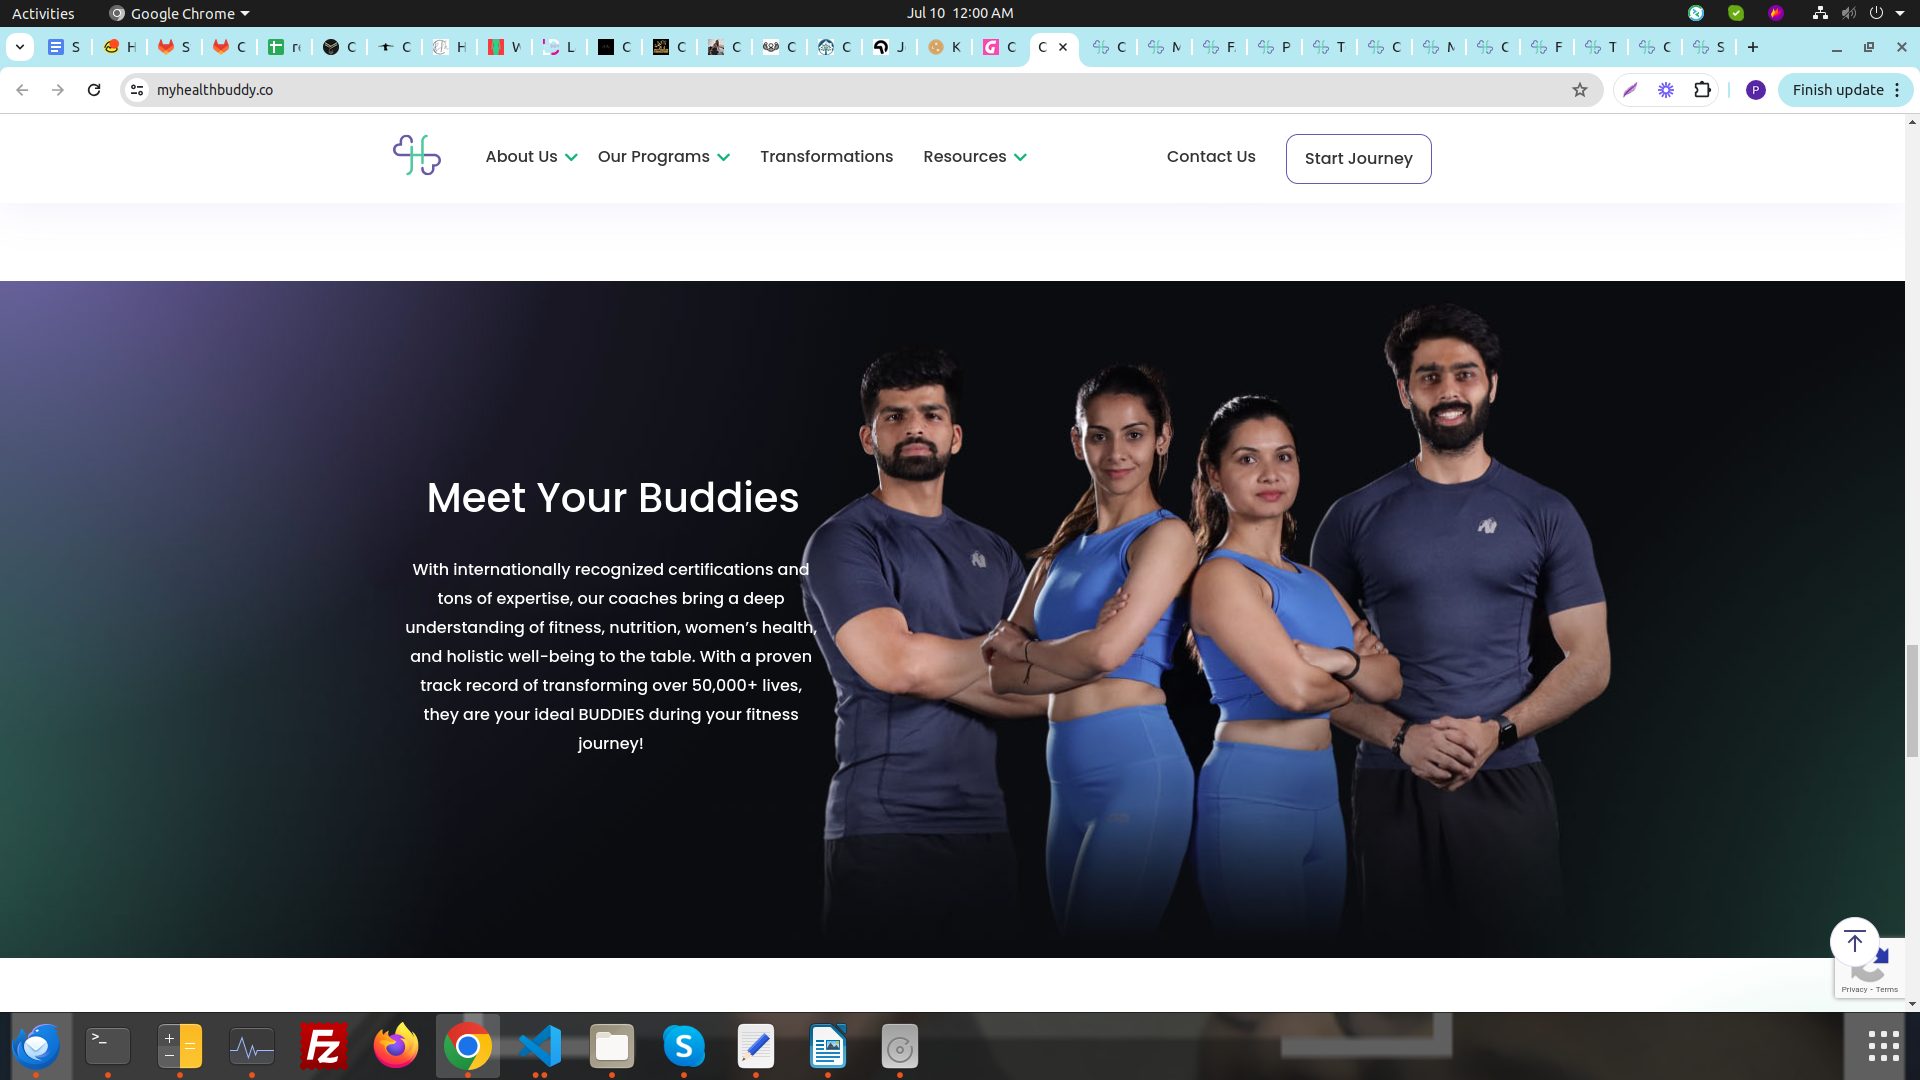 Activities
Google Chrome
Jul 10 12:00 AM
S
H
S
C
C
C
H
L
C
C
C
C
C
K
C
C
C
P
T
C
F
T
C
S
myhealthbuddy.co
P
Finish update
About Us
Our Programs
Transformations
Resources
Contact Us
Start Journey
Meet Your Buddies
With internationally recognized certifications and
tons of expertise, our coaches bring a deep
understanding of fitness, nutrition, women’s health,
and holistic well-being to the table. With a proven
track record of transforming over 50,000+ lives,
they are your ideal BUDDIES during your fitness
journey!
Privacy - Terms